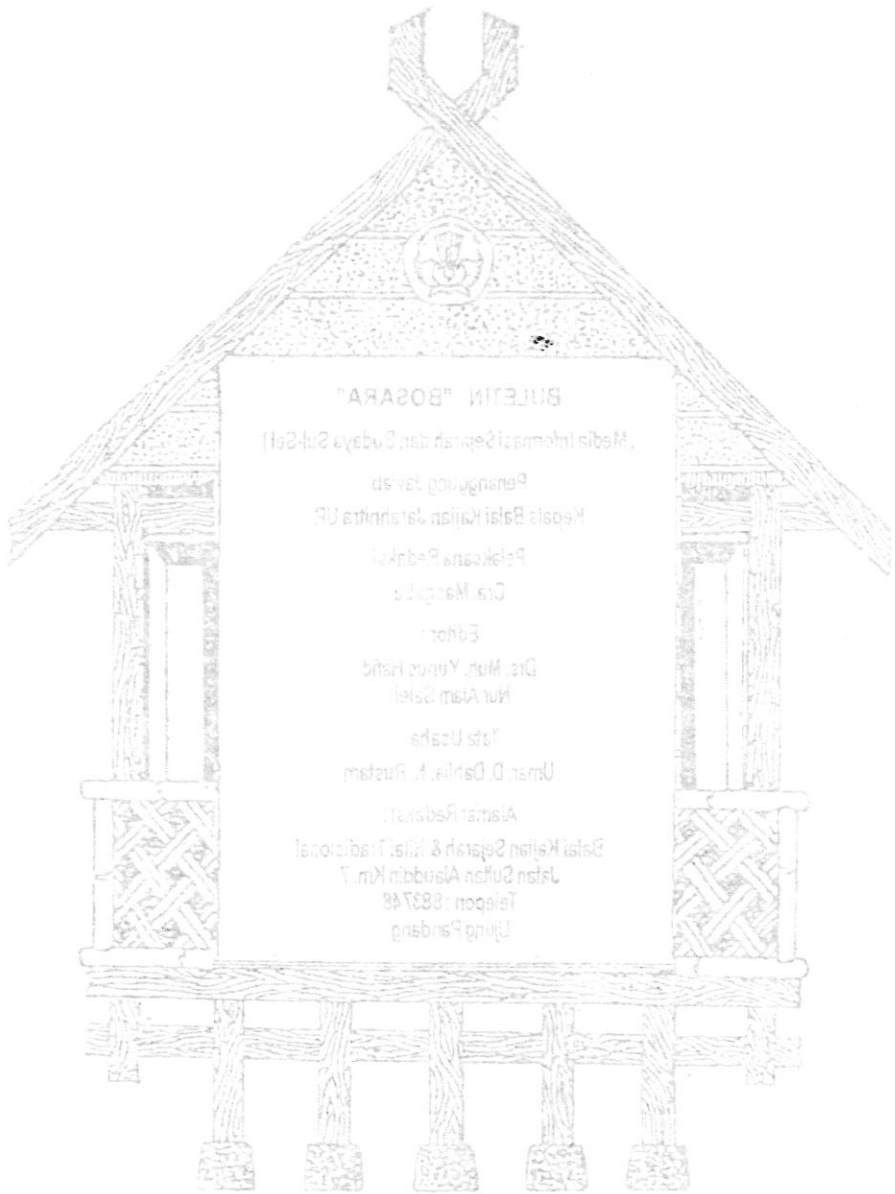 BULETIN "BOSARA"
(Media Informasi Sejarah dan Budaya Sul-Sel)
Penanggung Jawab
Kepala Balai Kajian Jarahnitra UP.
Pelaksana Redaksi
Dra.
Editor :
Drs. Muh. Yunus Hafid
Nur Alam Saleh
Tata Usaha
Umar, D, Dahlia, N, Rustam
Alamat Redaksi :
Balai Kajian Sejarah & Nilai Tradisional
Jalan Sultan Alauddin Km. 7
Telepon : 883748
Ujung Pandang